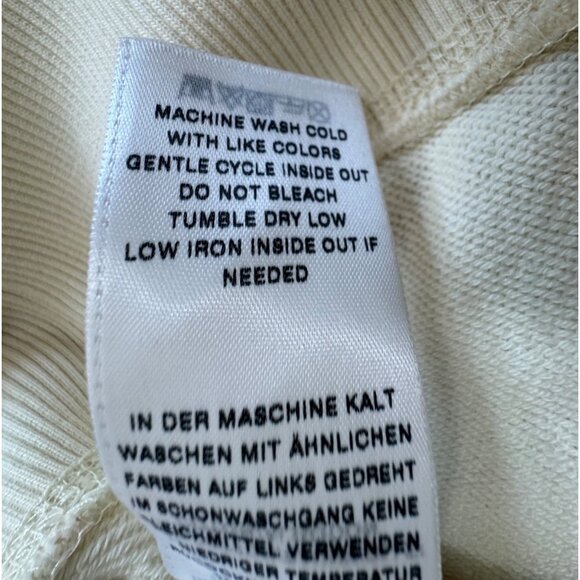 MACHINE WASH COLD
WITH LIKE COLORS
GENTLE CYCLE INSIDE OUT
DO NOT BLEACH
TUMBLE DRY LOW
LOW IRON INSIDE OUT IF
NEEDED
IN DER MASCHINE KALT
WASCHEN MIT ÄHNLICHEN
FARBEN AUF LINKS GEDREHT
IM SCHONWASCHGANG KEINE
BLEICHMITTEL VERWENDEN
NIEDRIGER TEMPERATUR